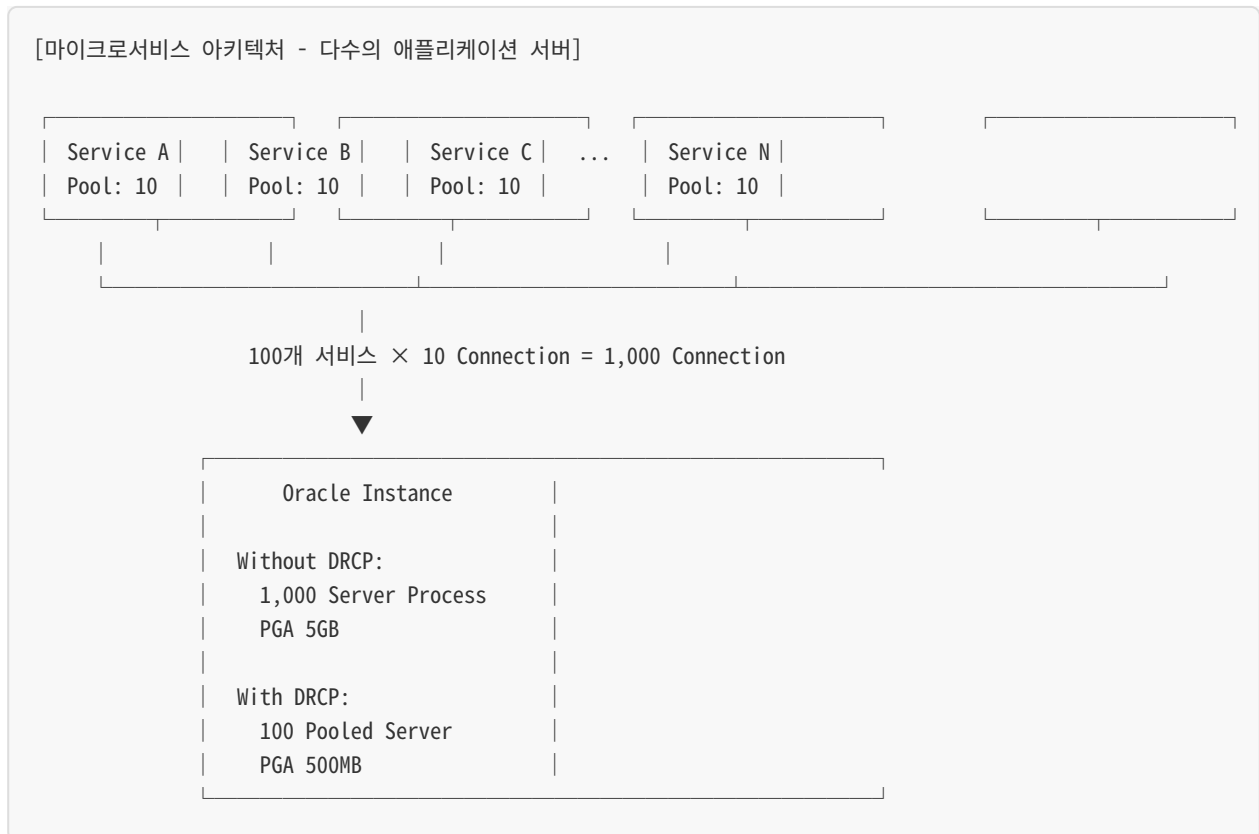 [마이크로서비스 아키텍처 - 다수의 애플리케이션 서버]
Service A Service B Service C ... Service N
Pool: 10 Pool: 10 Pool: 10 Pool: 10
100개 서비스 × 10 Connection = 1,000 Connection
▼
Oracle Instance
Without DRCP:
1,000 Server Process
PGA 5GB
With DRCP:
100 Pooled Server
PGA 500MB